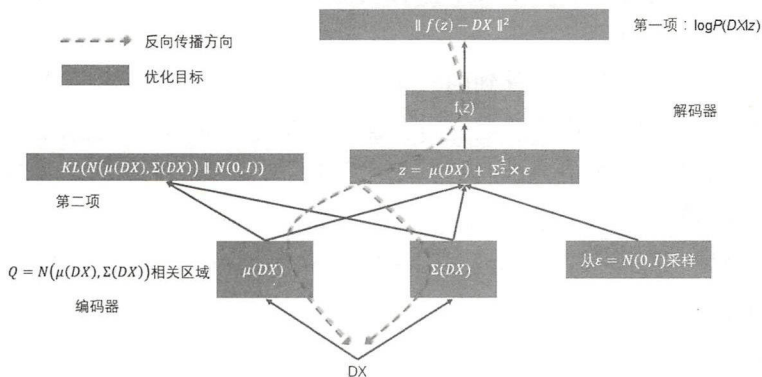 ‖ f(z) − DX ‖²
第一项：logP(DX|z)
反向传播方向
优化目标
f(z)
解码器
KL(N(μ(DX), Σ(DX)) ‖ N(0, I))
z = μ(DX) + Σ^{1/2} × ε
第二项
Q = N(μ(DX), Σ(DX))相关区域
μ(DX)
Σ(DX)
从ε = N(0, I)采样
编码器
DX